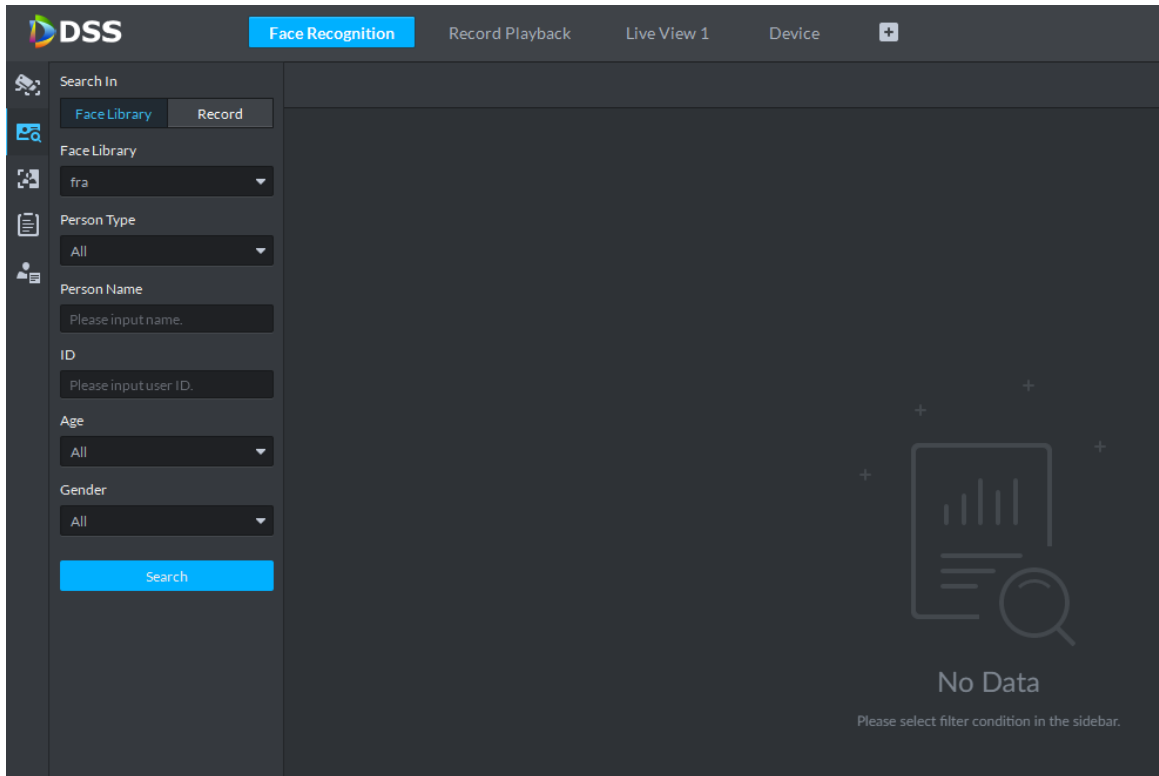 DSS
Face Recognition Record Playback Live View 1 Device
Search In
Face Library Record
Face Library
fra
Person Type
All
Person Name
Please input name.
ID
Please input user ID.
Age
All
Gender
All
Search
No Data
Please select filter condition in the sidebar.